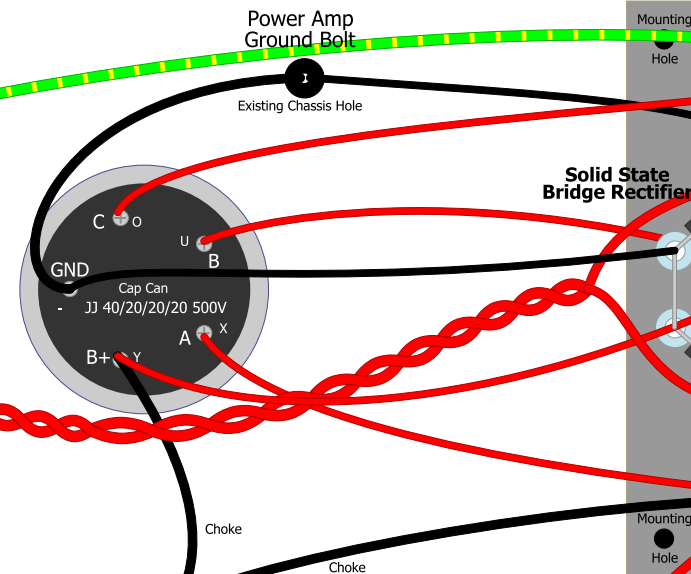 Power Amp
Ground Bolt
Existing Chassis Hole
Mounting
Hole
Solid State
Bridge Rectifier
C O
U
B
GND
Cap Can
- JJ 40/20/20/20 500V
A X
B+ Y
Choke
Choke
Mounting
Hole